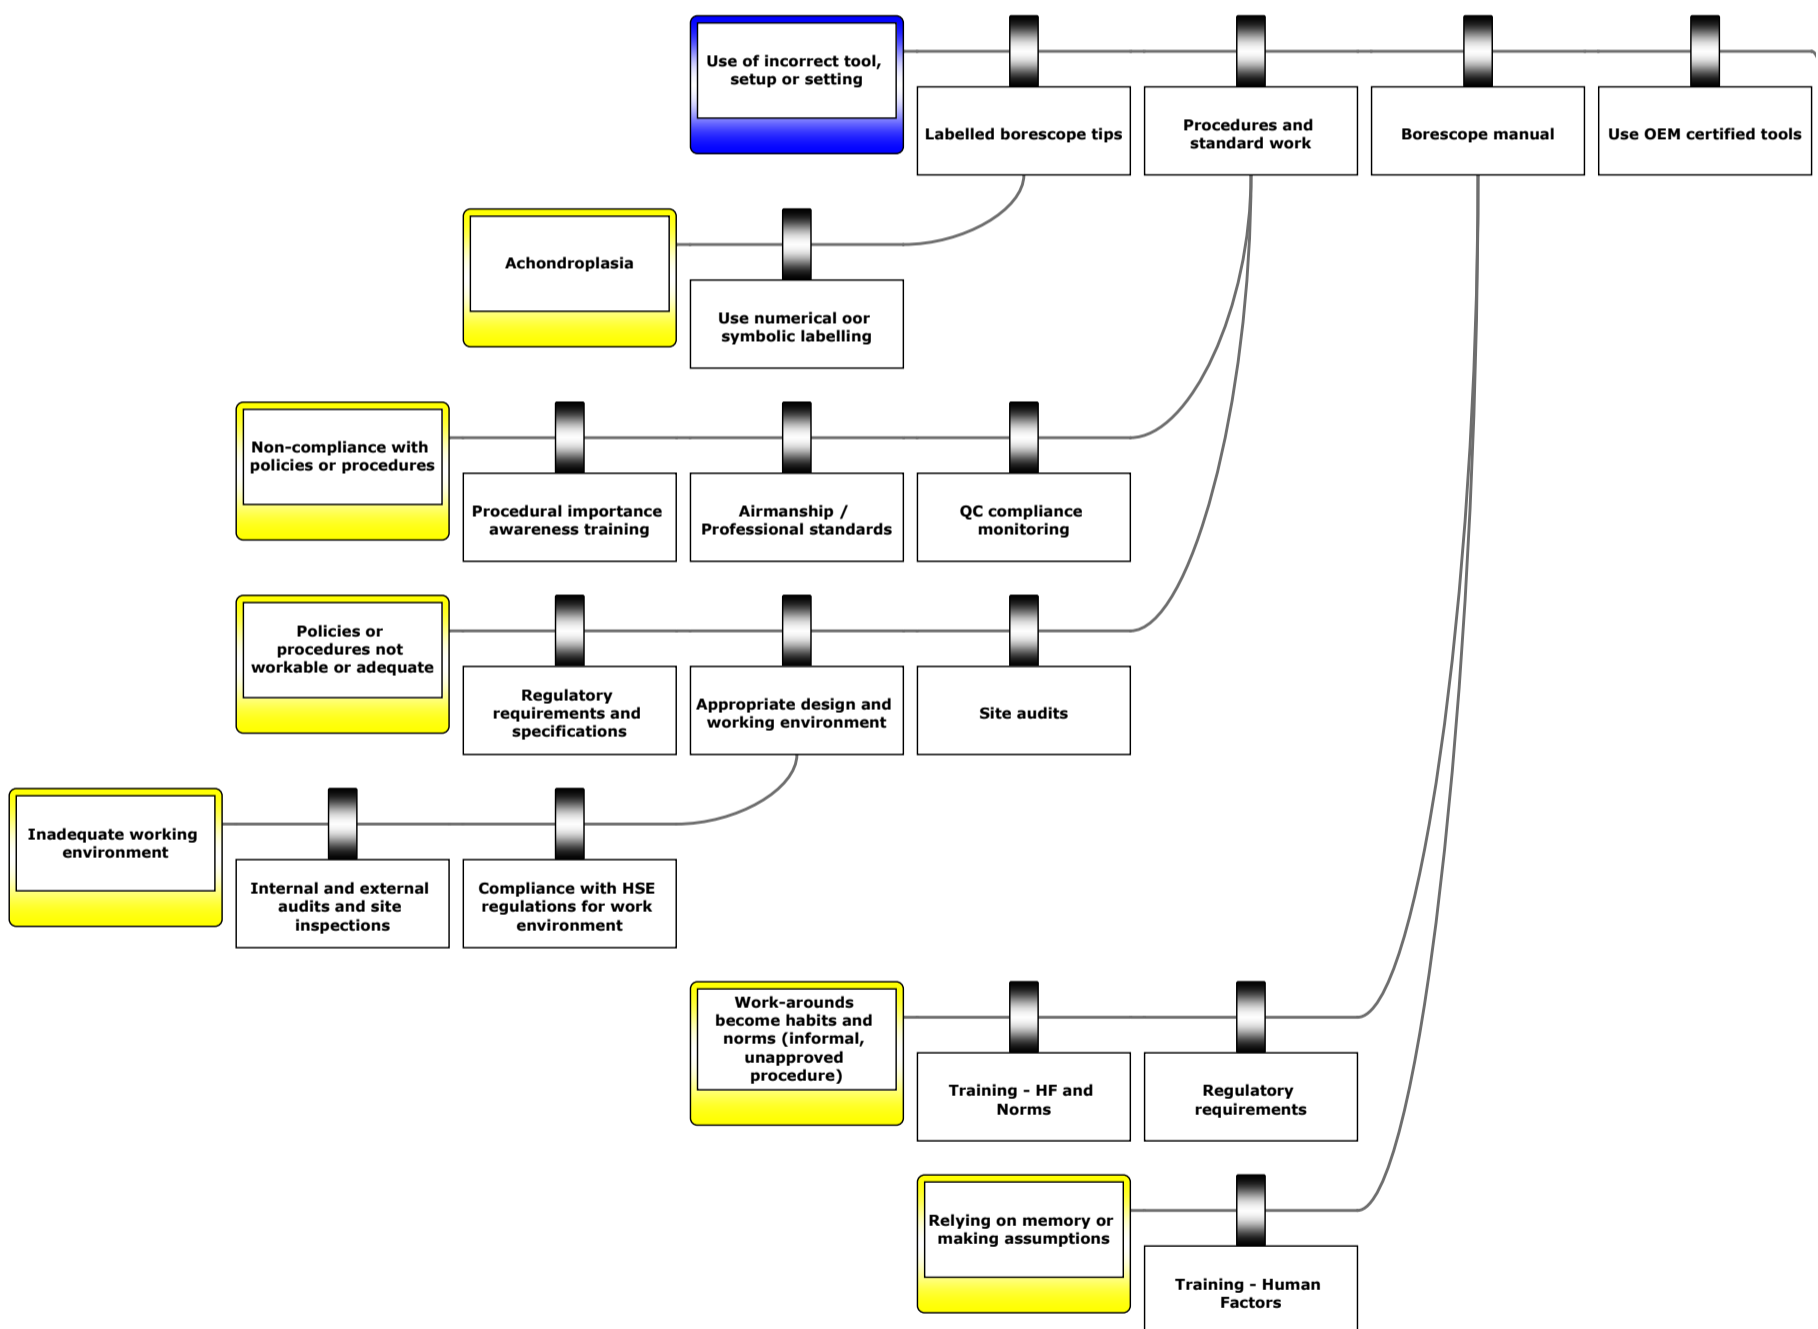 Use of incorrect tool,
setup or setting
Labelled borescope tips
Procedures and
standard work
Borescope manual
Use OEM certified tools
Achondroplasia
Use numerical oor
symbolic labelling
Non-compliance with
policies or procedures
Procedural importance
awareness training
Airmanship /
Professional standards
QC compliance
monitoring
Policies or
procedures not
workable or adequate
Regulatory
requirements and
specifications
Appropriate design and
working environment
Site audits
Inadequate working
environment
Internal and external
audits and site
inspections
Compliance with HSE
regulations for work
environment
Work-arounds
become habits and
norms (informal,
unapproved
procedure)
Training - HF and
Norms
Regulatory
requirements
Relying on memory or
making assumptions
Training - Human
Factors